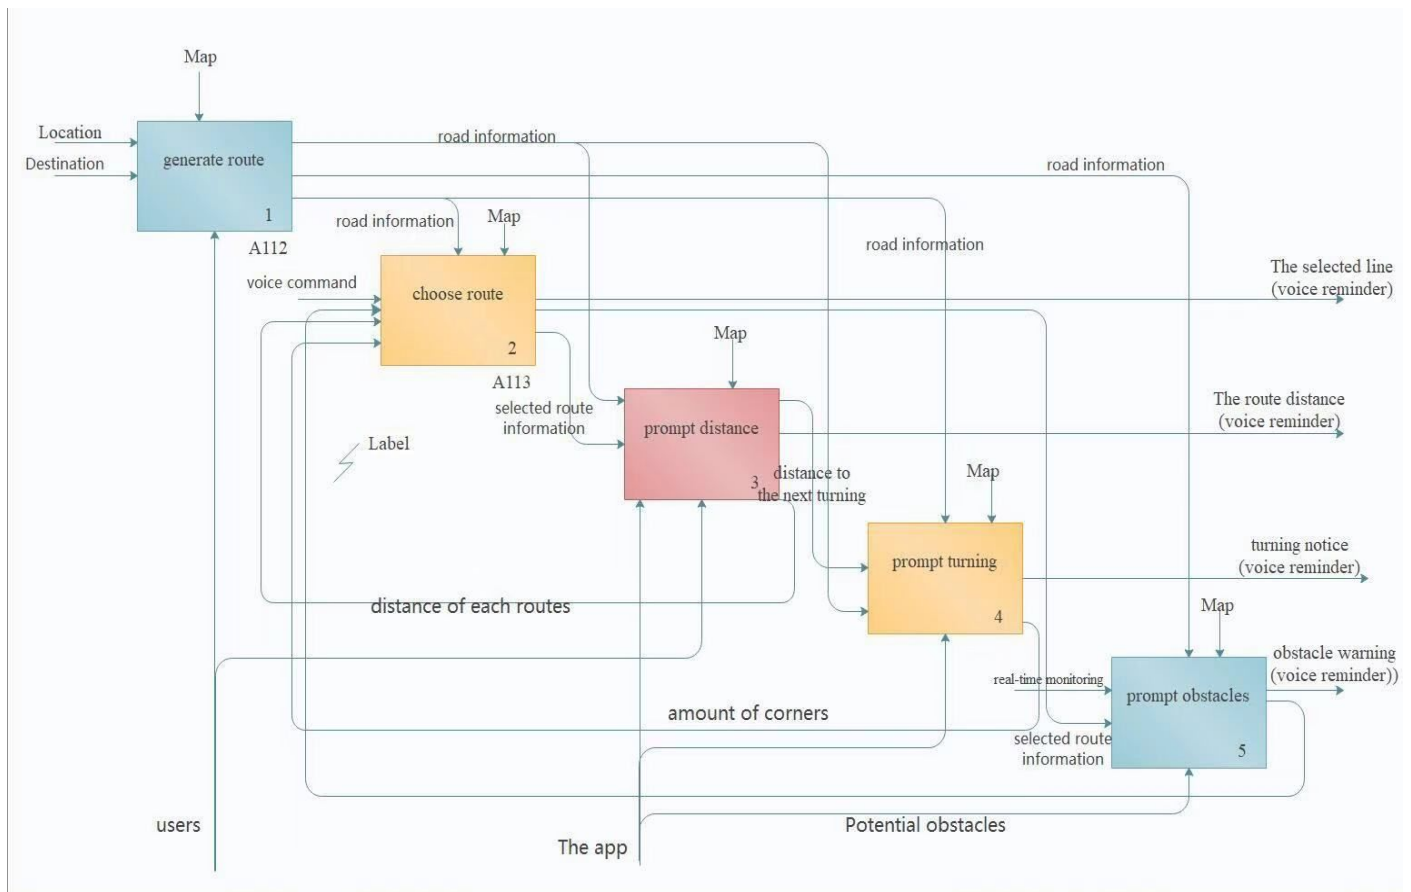 Map
Location
Destination
generate route
1
A112
road information
road information
road information
Map
road information
voice command
choose route
2
A113
The selected line
(voice reminder)
selected route
information
Label
Map
prompt distance
3
The route distance
(voice reminder)
distance to
the next turning
Map
prompt turning
4
turning notice
(voice reminder)
distance of each routes
Map
real-time monitoring
prompt obstacles
5
obstacle warning
(voice reminder))
amount of corners
selected route
information
users
The app
Potential obstacles